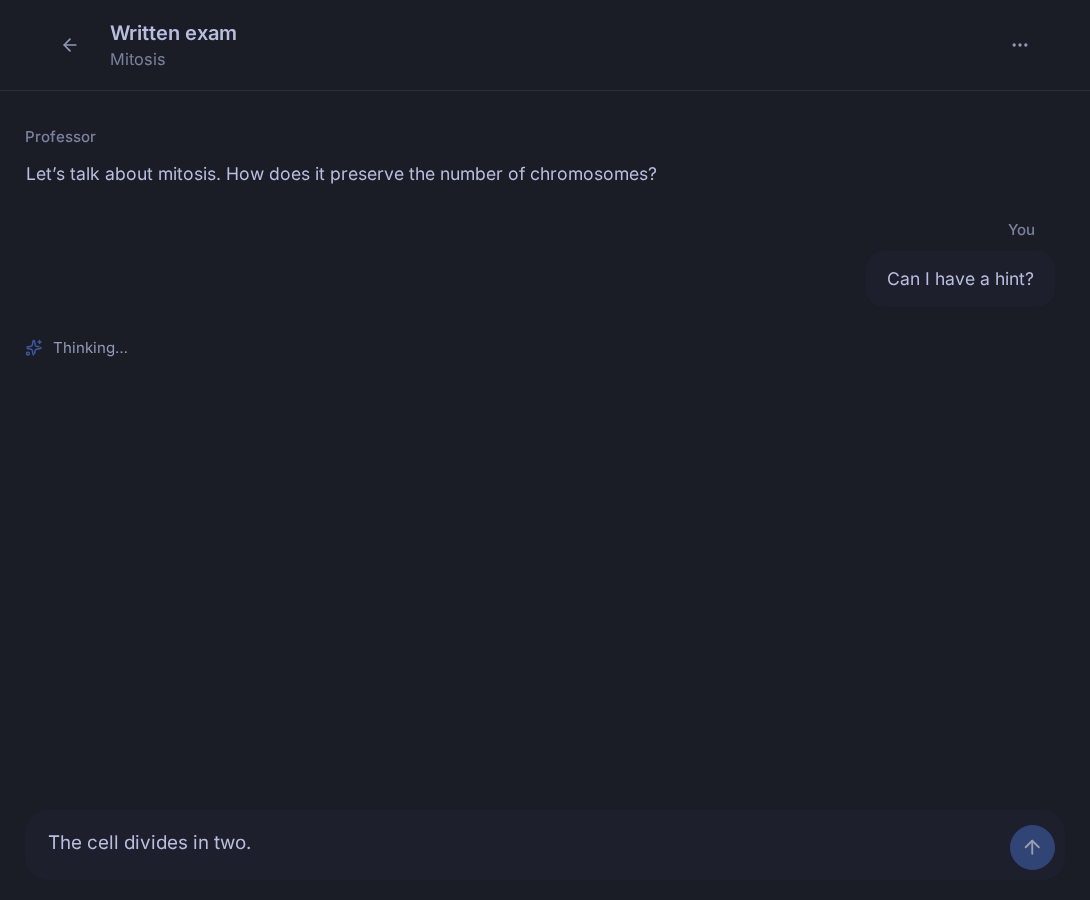 Written exam
Mitosis
Professor
Let’s talk about mitosis. How does it preserve the number of chromosomes?
You
Can I have a hint?
Thinking...
The cell divides in two.